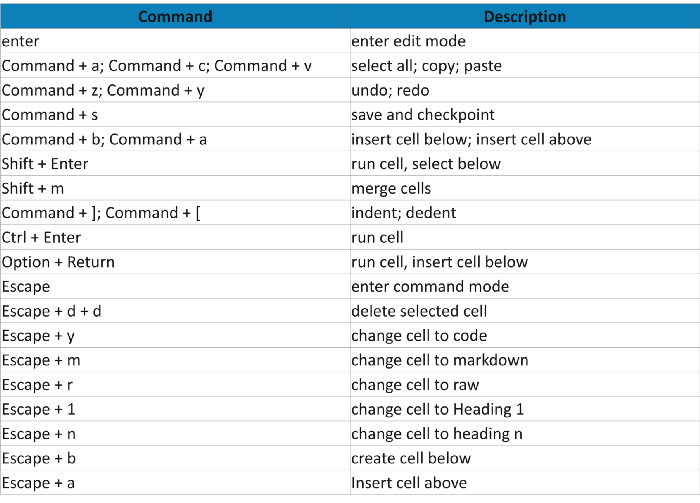 Command Description
enter enter edit mode
Command + a; Command + c; Command + v select all; copy; paste
Command + z; Command + y undo; redo
Command + s save and checkpoint
Command + b; Command + a insert cell below; insert cell above
Shift + Enter run cell, select below
Shift + m merge cells
Command + ]; Command + [ indent; dedent
Ctrl + Enter run cell
Option + Return run cell, insert cell below
Escape enter command mode
Escape + d + d delete selected cell
Escape + y change cell to code
Escape + m change cell to markdown
Escape + r change cell to raw
Escape + 1 change cell to Heading 1
Escape + n change cell to heading n
Escape + b create cell below
Escape + a Insert cell above